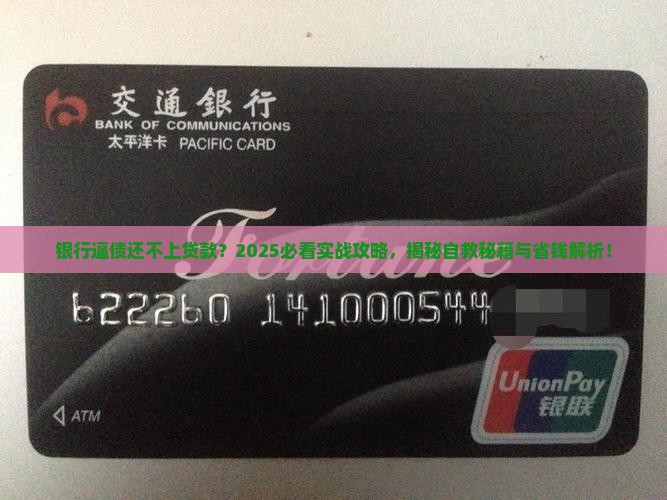 交通銀行
BANK OF COMMUNICATIONS
太平洋卡 PACIFIC CARD
Fortune
银行逼债还不上贷款？2025必看实战攻略，揭秘自救秘籍与省钱解析！
622260 141000544
UnionPay
银联
ATM